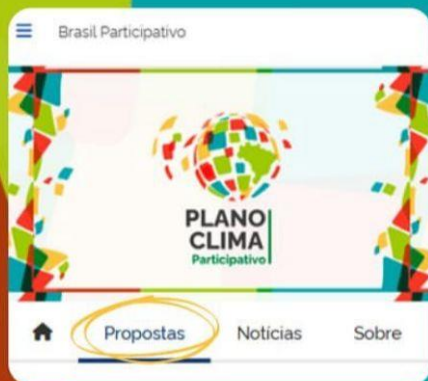 Brasil Participativo
PLANO
CLIMA
Participativo
Propostas
Notícias
Sobre